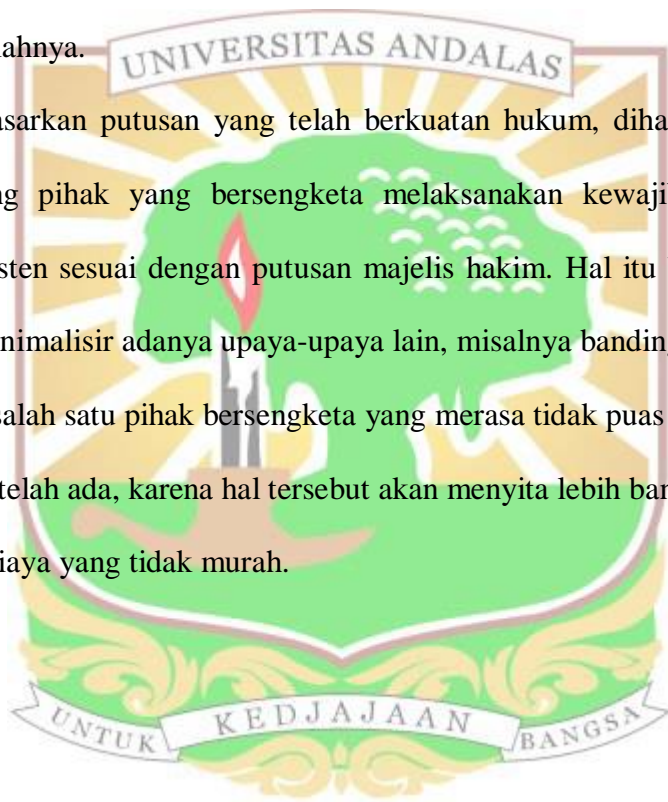 ahnya.
UNIVERSITAS ANDALAS
asarkan putusan yang telah berkuatan hukum, diha
ng pihak yang bersengketa melaksanakan kewaji
sten sesuai dengan putusan majelis hakim. Hal itu
nimalisir adanya upaya-upaya lain, misalnya banding
salah satu pihak bersengketa yang merasa tidak puas
telah ada, karena hal tersebut akan menyita lebih ban
iaya yang tidak murah.
UNTUK KEDJAJAAN BANGSA